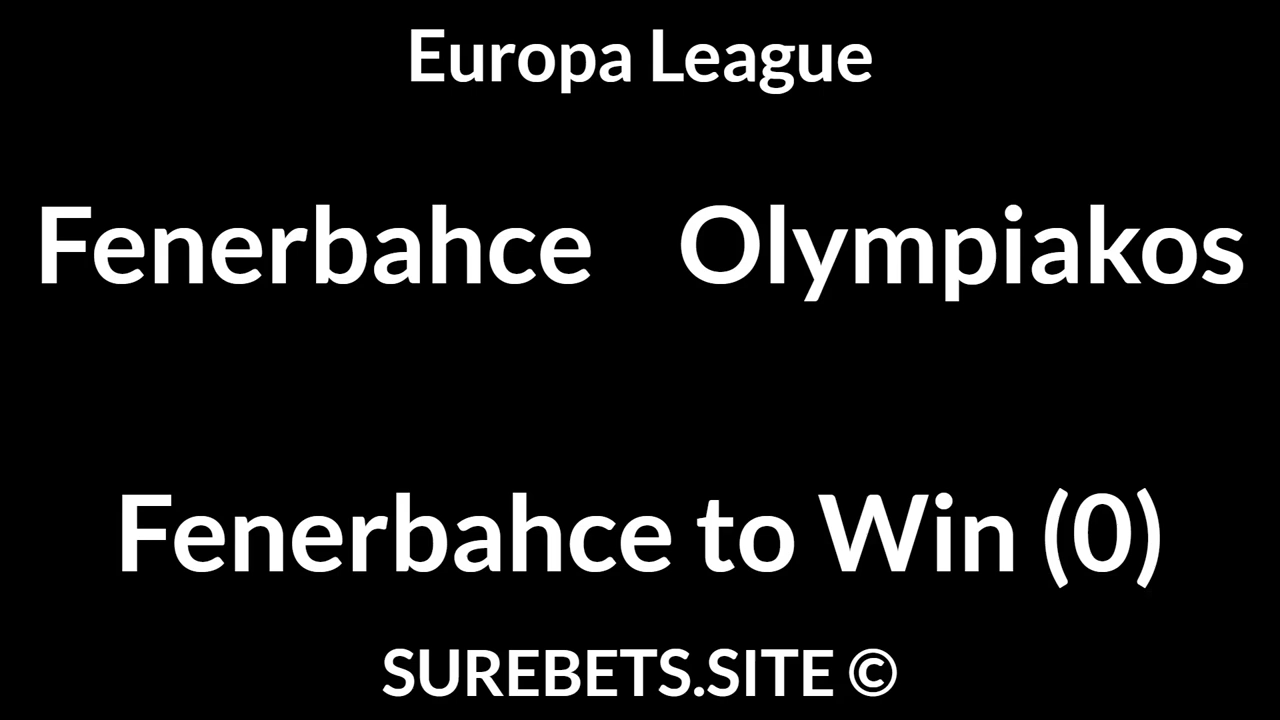 Europa League
Fenerbahce Olympiakos
Fenerbahce to Win (0)
SUREBETS.SITE ©